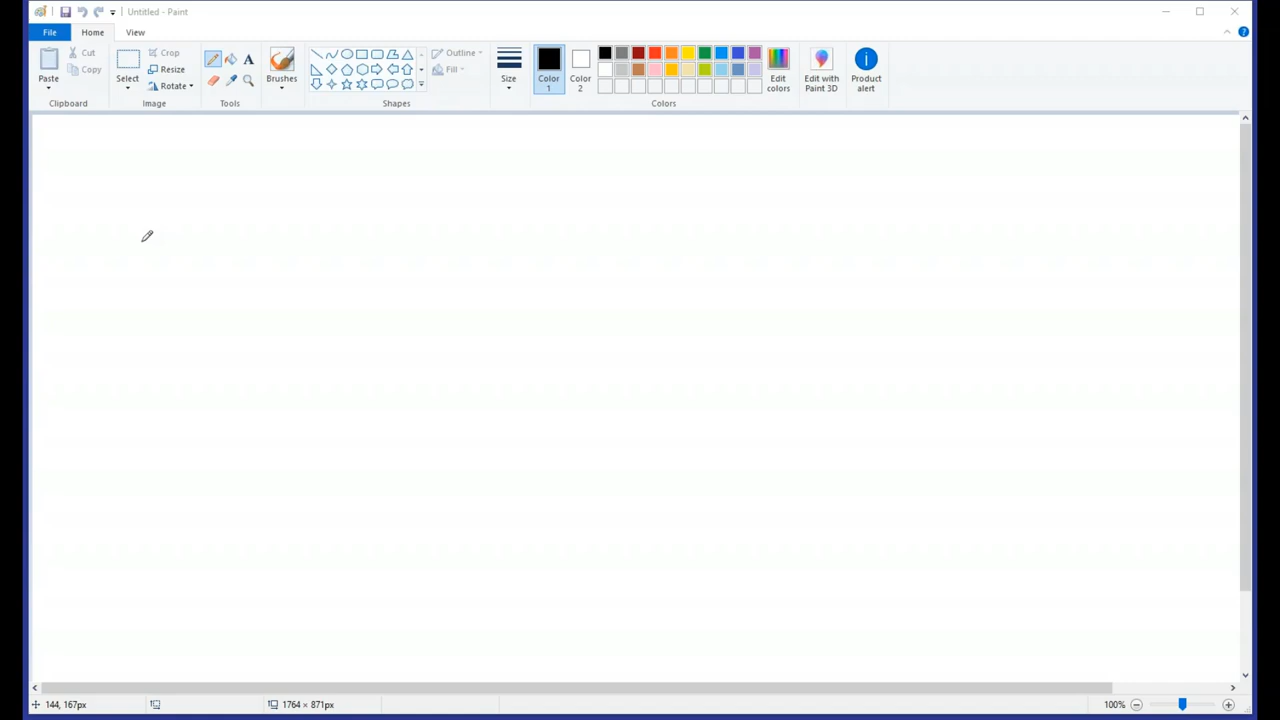 Untitled - Paint
File Home View
Paste
Cut
Copy
Clipboard
Select
Crop
Resize
Rotate
Image
A
Tools
Brushes
Shapes
Outline
Fill
Size
Color 1
Color 2
Edit colors
Colors
Edit with Paint 3D
Product alert
144, 167px
1764 × 871px
100%